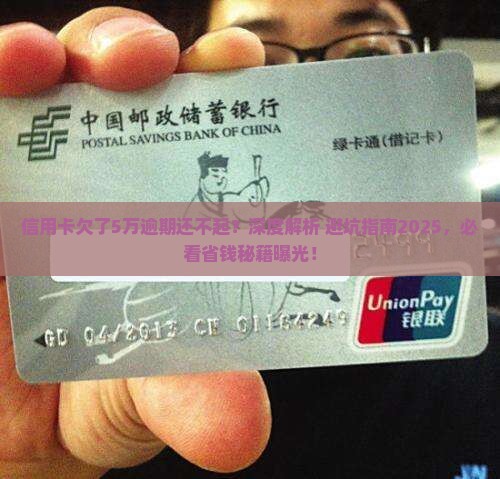 中国邮政储蓄银行
POSTAL SAVINGS BANK OF CHINA
绿卡通(借记卡)
信用卡欠了5万逾期还不起？深度解析 避坑指南2025，必
看省钱秘籍曝光！
UnionPay
银联
GD 04/2013 CN 01164249